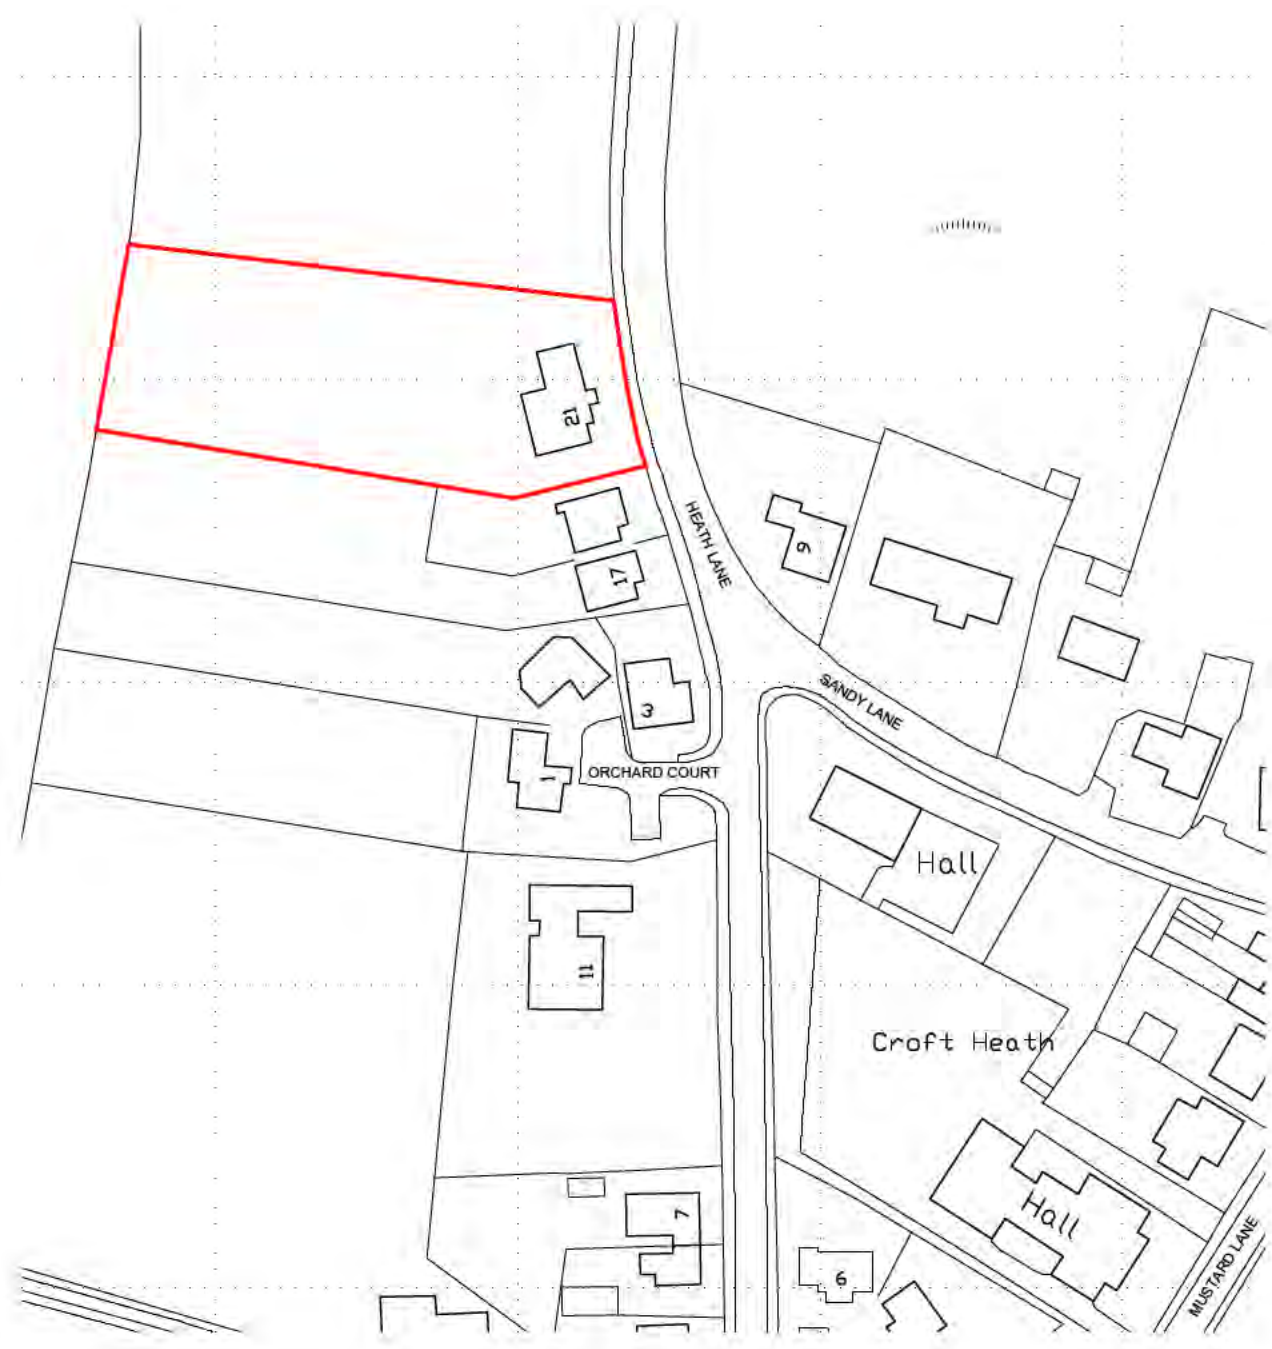 21
HEATH LANE
9
17
SANDY LANE
3
1
ORCHARD COURT
Hall
11
Croft Heath
Hall
7
6
MUSTARD LANE